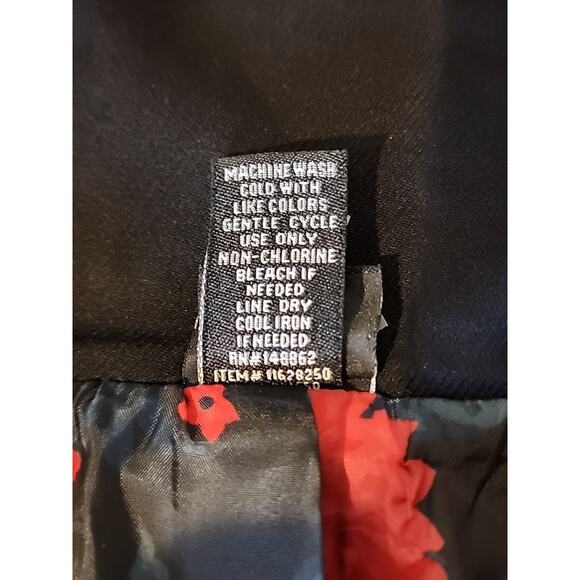 MACHINE WASH
COLD WITH
LIKE COLORS
GENTLE CYCLE
USE ONLY
NON-CHLORINE
BLEACH IF
NEEDED
LINE DRY
COOL IRON
IF NEEDED
RN#148862
ITEM# 11628250